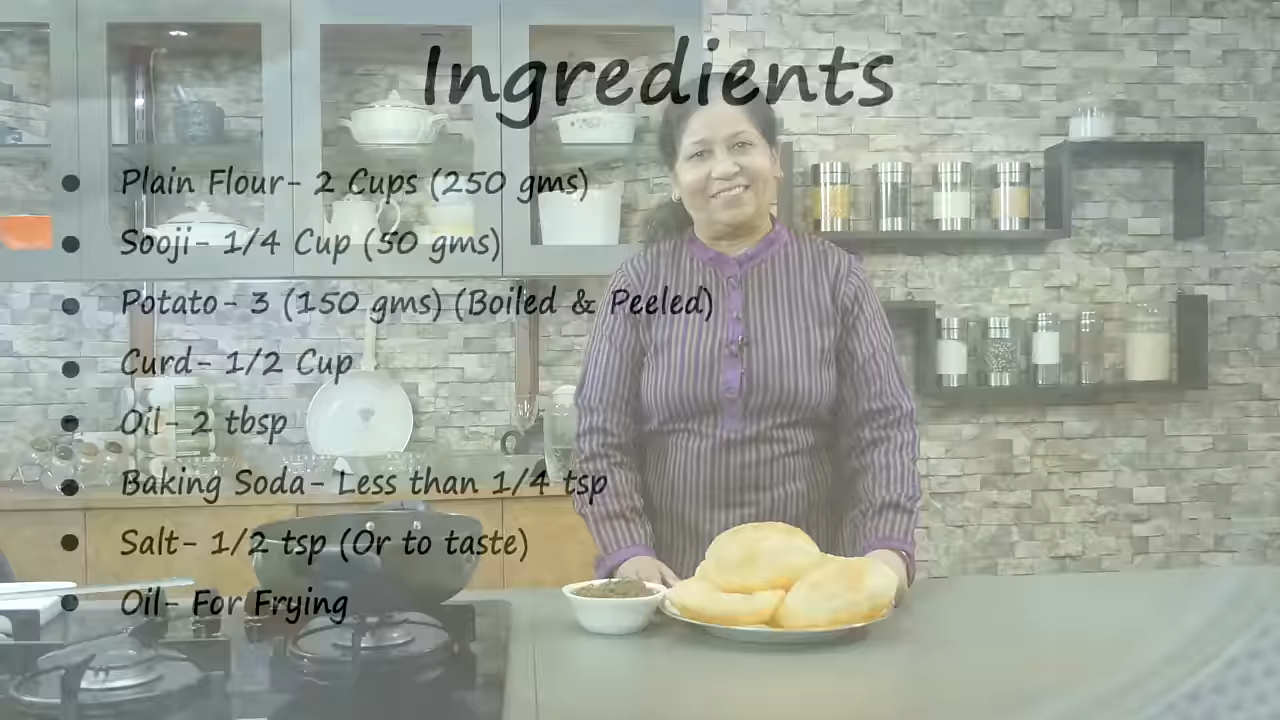 Ingredients
Plain Flour- 2 Cups (250 gms)
Sooji- 1/4 Cup (50 gms)
Potato- 3 (150 gms) (Boiled & Peeled)
Curd- 1/2 Cup
Oil- 2 tbsp
Baking Soda- Less than 1/4 tsp
Salt- 1/2 tsp (Or to taste)
Oil- For Frying